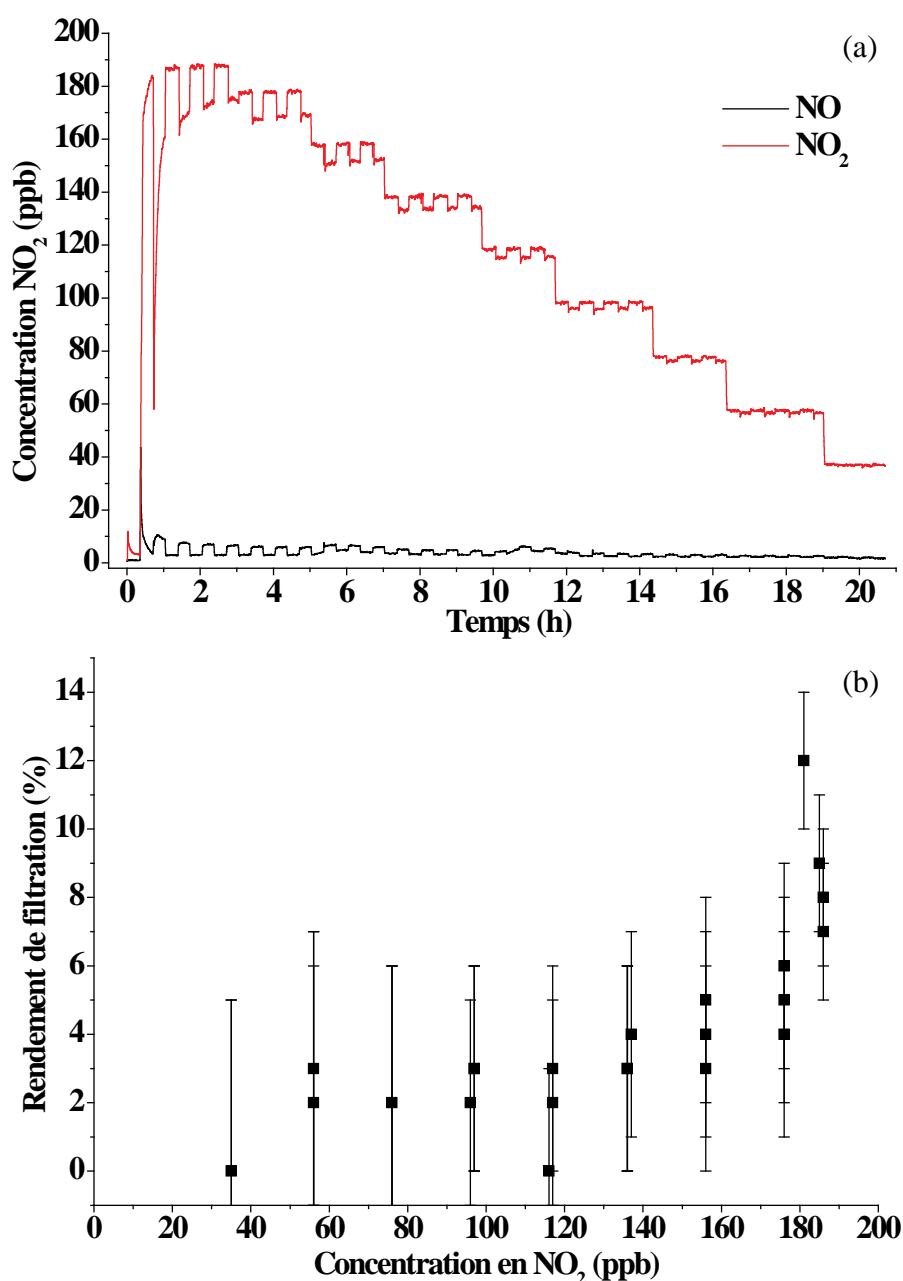 (a)
NO
NO2
Concentration NO2 (ppb)
200
180
160
140
120
100
80
60
40
20
0
0 2 4 6 8 10 12 14 16 18 20
Temps (h)
(b)
Rendement de filtration (%)
14
12
10
8
6
4
2
0
0 20 40 60 80 100 120 140 160 180 200
Concentration en NO2 (ppb)